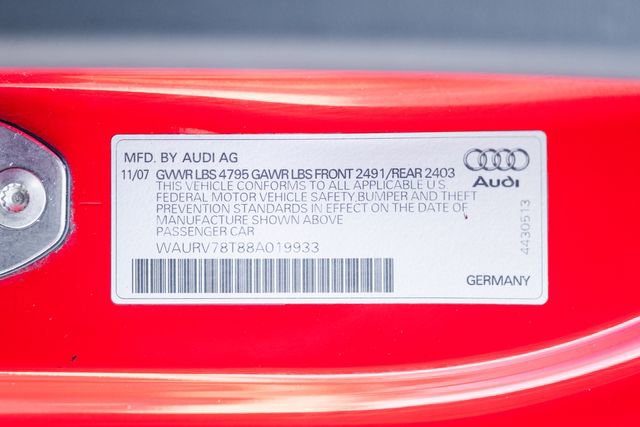 MFD. BY AUDI AG
11/07 GVWR LBS 4795 GAWR LBS FRONT 2491/REAR 2403
THIS VEHICLE CONFORMS TO ALL APPLICABLE U S
FEDERAL MOTOR VEHICLE SAFETY,BUMPER AND THEFT
PREVENTION STANDARDS IN EFFECT ON THE DATE OF
MANUFACTURE SHOWN ABOVE
PASSENGER CAR
WAURV78T88A019933
Audi
4430513
GERMANY